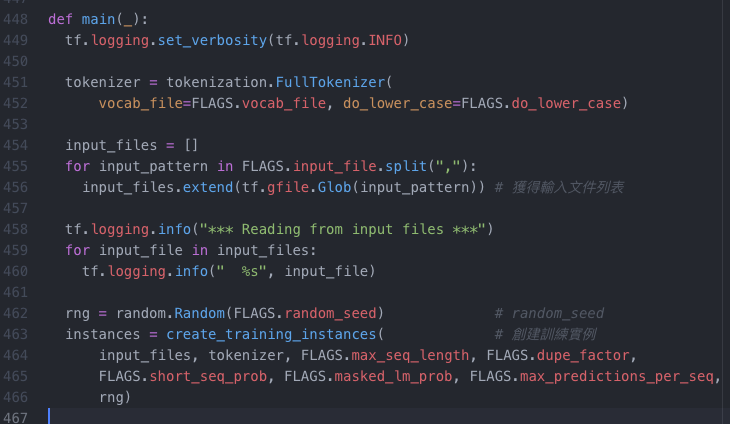 448 def main(_):
449   tf.logging.set_verbosity(tf.logging.INFO)
450
451   tokenizer = tokenization.FullTokenizer(
452       vocab_file=FLAGS.vocab_file, do_lower_case=FLAGS.do_lower_case)
453
454   input_files = []
455   for input_pattern in FLAGS.input_file.split(","):
456     input_files.extend(tf.gfile.Glob(input_pattern)) # 獲得輸入文件列表
457
458   tf.logging.info("*** Reading from input files ***")
459   for input_file in input_files:
460     tf.logging.info("  %s", input_file)
461
462   rng = random.Random(FLAGS.random_seed)             # random_seed
463   instances = create_training_instances(             # 創建訓練實例
464       input_files, tokenizer, FLAGS.max_seq_length, FLAGS.dupe_factor,
465       FLAGS.short_seq_prob, FLAGS.masked_lm_prob, FLAGS.max_predictions_per_seq,
466       rng)
467